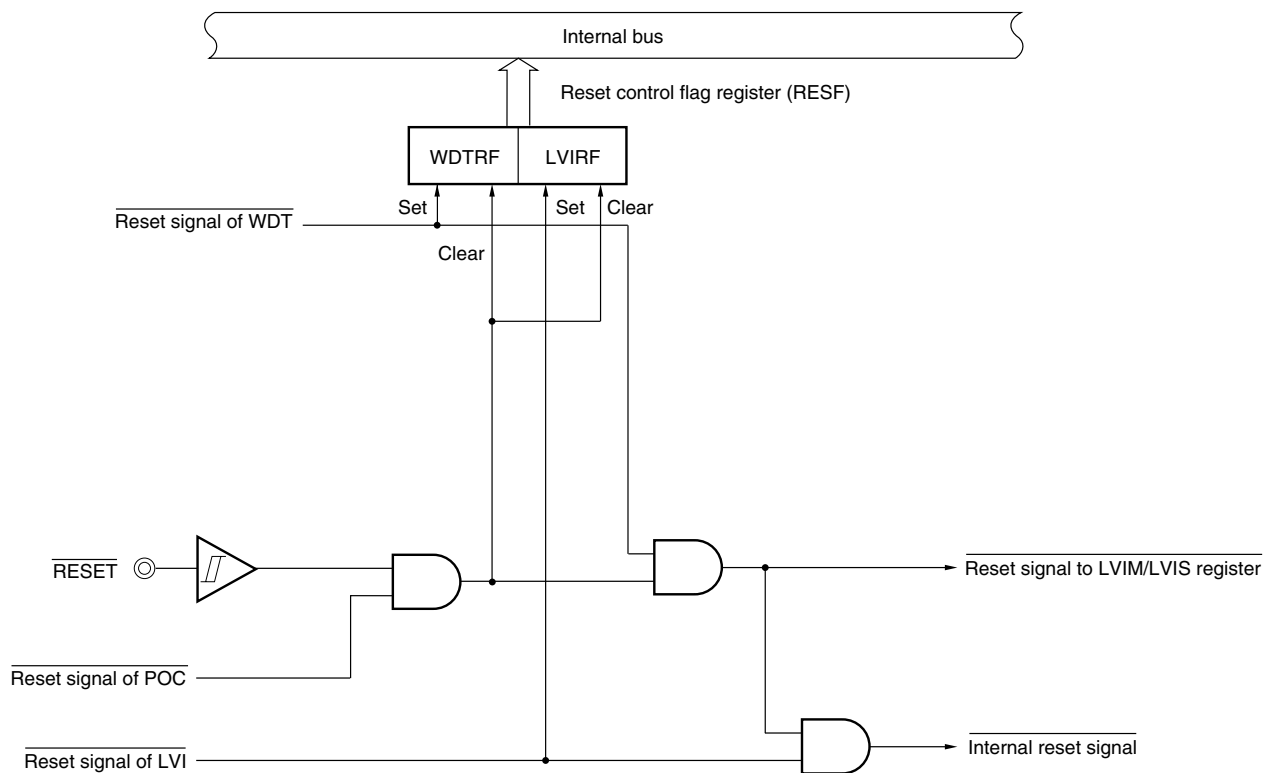 Internal bus
Reset control flag register (RESF)
WDTRF
LVIRF
Set
Set
Clear
Reset signal of WDT
Clear
RESET
Reset signal to LVIM/LVIS register
Reset signal of POC
Reset signal of LVI
Internal reset signal